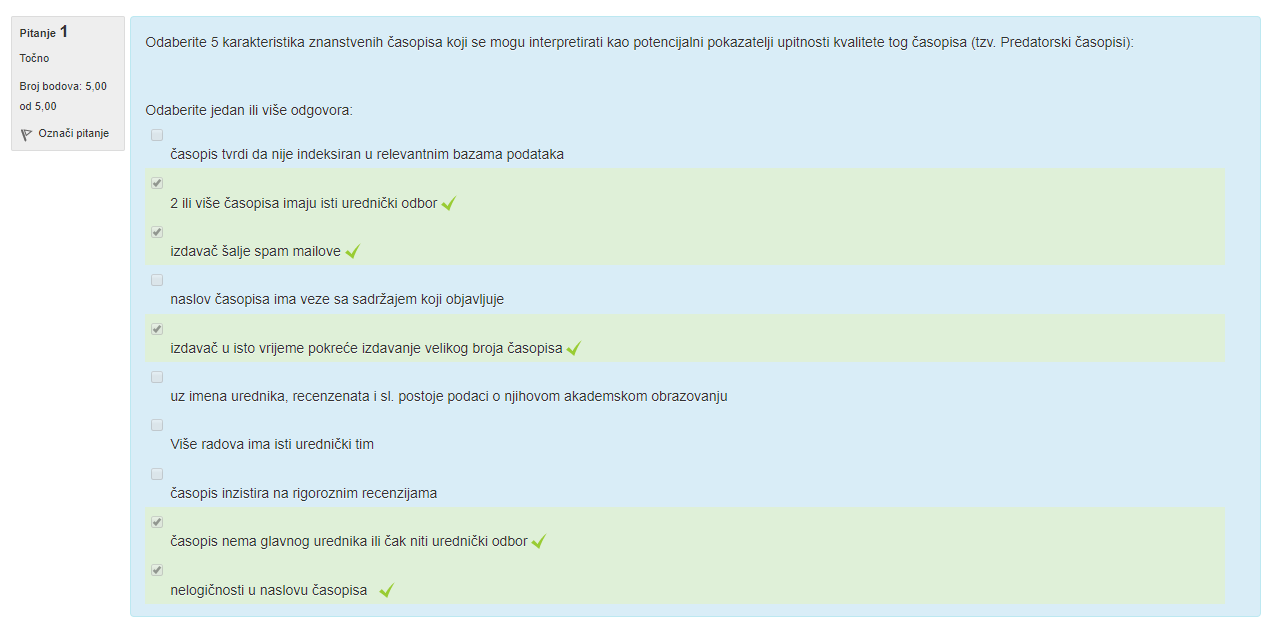 Pitanje 1
Točno
Broj bodova: 5,00
od 5,00
Označi pitanje
Odaberite 5 karakteristika znanstvenih časopisa koji se mogu interpretirati kao potencijalni pokazatelji upitnosti kvalitete tog časopisa (tzv. Predatorski časopisi):
Odaberite jedan ili više odgovora:
časopis tvrdi da nije indeksiran u relevantnim bazama podataka
2 ili više časopisa imaju isti urednički odbor
izdavač šalje spam mailove
naslov časopisa ima veze sa sadržajem koji objavljuje
izdavač u isto vrijeme pokreće izdavanje velikog broja časopisa
uz imena urednika, recenzenata i sl. postoje podaci o njihovom akademskom obrazovanju
Više radova ima isti urednički tim
časopis inzistira na rigoroznim recenzijama
časopis nema glavnog urednika ili čak niti urednički odbor
nelogičnosti u naslovu časopisa